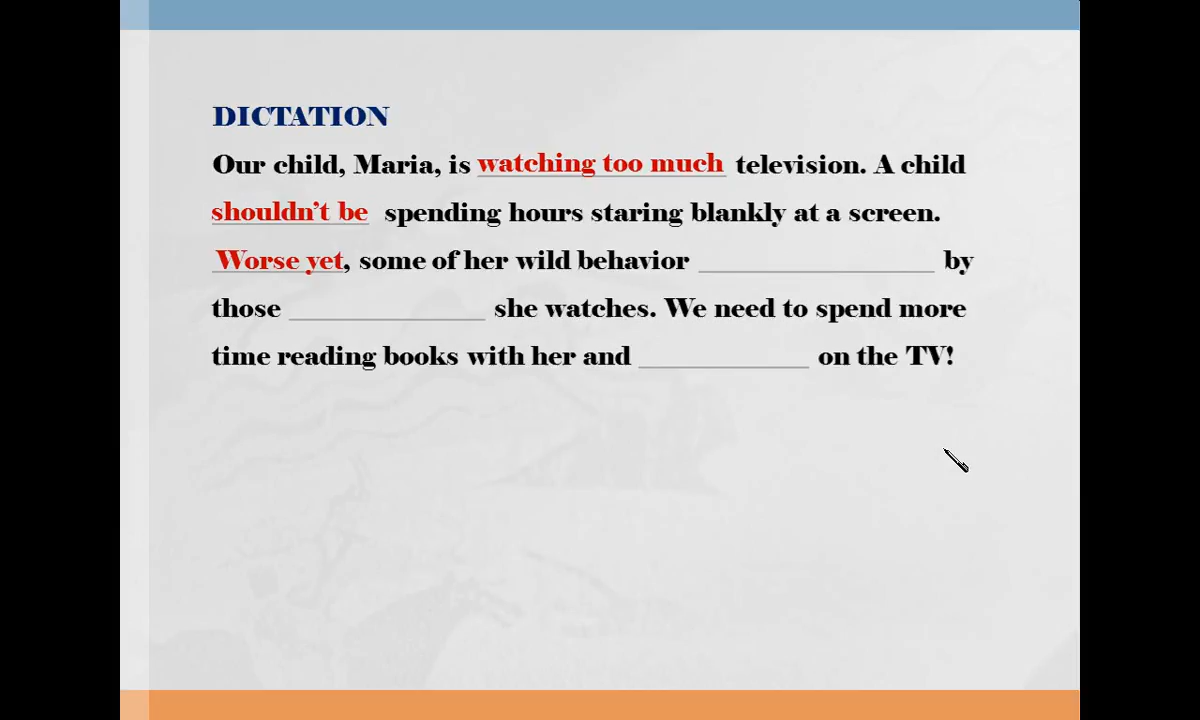 DICTATION
Our child, Maria, is watching too much television. A child
shouldn't be spending hours staring blankly at a screen.
Worse yet, some of her wild behavior ____________ by
those ____________ she watches. We need to spend more
time reading books with her and ____________ on the TV!